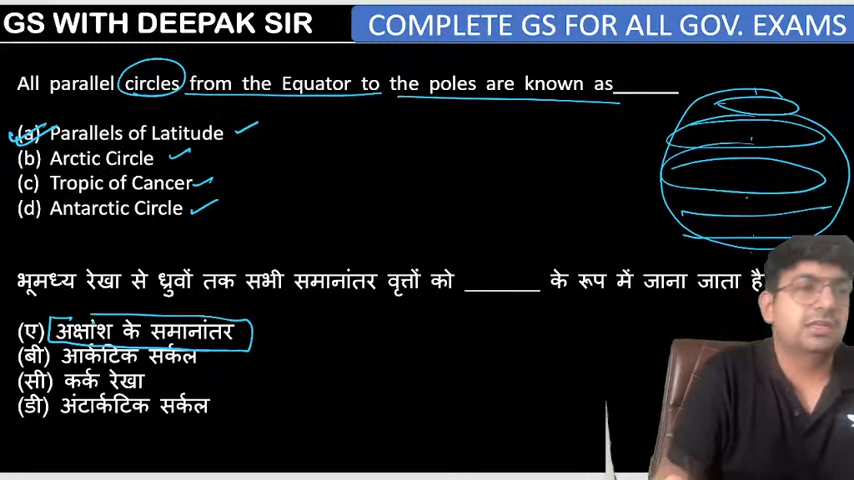 GS WITH DEEPAK SIR
COMPLETE GS FOR ALL GOV. EXAMS
All parallel circles from the Equator to the poles are known as_______
(a) Parallels of Latitude
(b) Arctic Circle
(c) Tropic of Cancer
(d) Antarctic Circle
भूमध्य रेखा से ध्रुवों तक सभी समानांतर वृत्तों को _______ के रूप में जाना जाता है
(ए) अक्षांश के समानांतर
(बी) आर्कटिक सर्कल
(सी) कर्क रेखा
(डी) अंटार्कटिक सर्कल